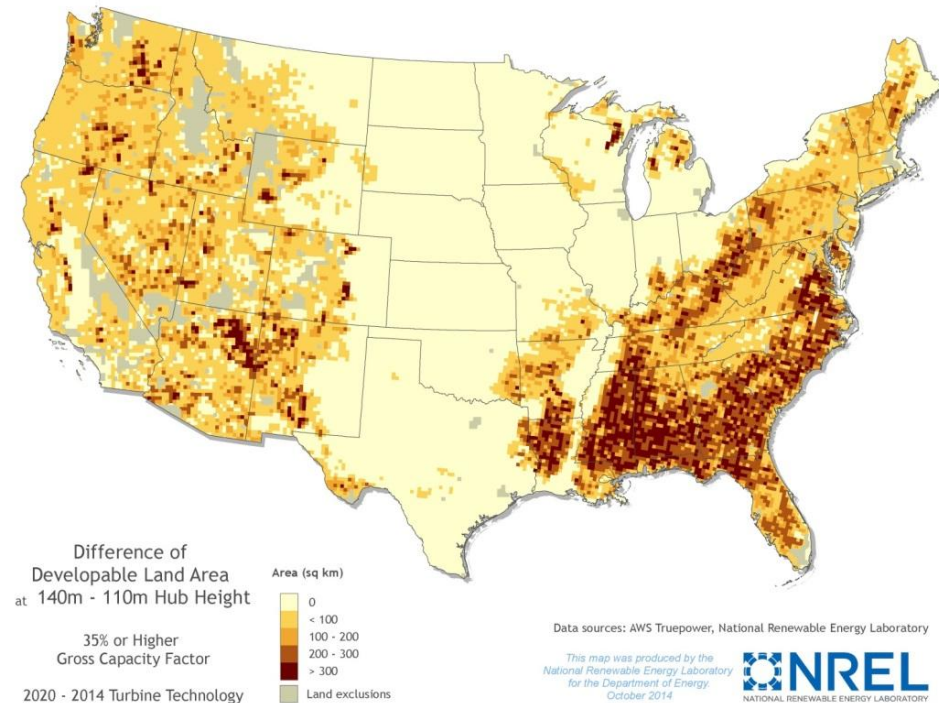 Difference of
Developable Land Area
at 140m - 110m Hub Height
35% or Higher
Gross Capacity Factor
2020 - 2014 Turbine Technology
Area (sq km)
0
< 100
100 - 200
200 - 300
> 300
Land exclusions
Data sources: AWS Truepower, National Renewable Energy Laboratory
This map was produced by the
National Renewable Energy Laboratory
for the Department of Energy.
October 2014
NREL
NATIONAL RENEWABLE ENERGY LABORATORY